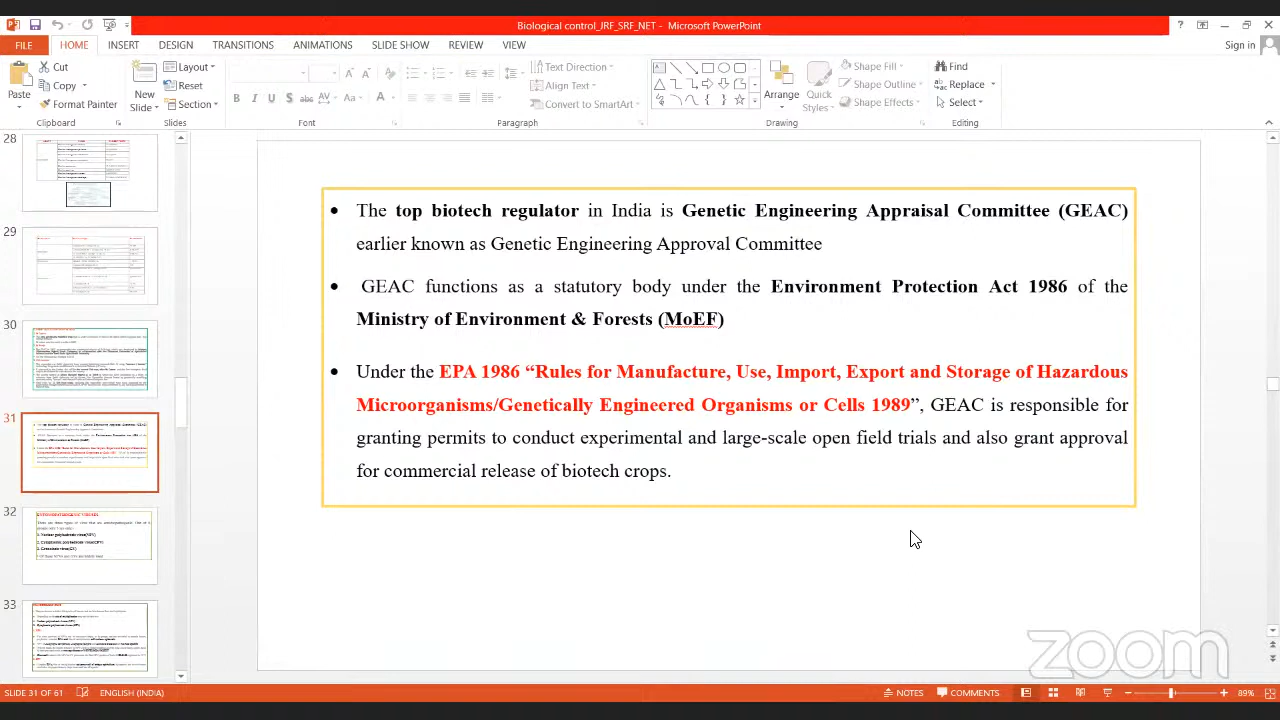 Biological control_JRF_SRF_NET - Microsoft PowerPoint
FILE HOME INSERT DESIGN TRANSITIONS ANIMATIONS SLIDE SHOW REVIEW VIEW Sign in
Paste Cut Copy Format Painter
Clipboard
New Slide Layout Reset Section
Slides
B I U S abc AV Aa A
Font
Text Direction Align Text Convert to SmartArt
Paragraph
Arrange Quick Styles Shape Fill Shape Outline Shape Effects
Drawing
Find Replace Select
Editing
28
29
30
31
32
33
• The top biotech regulator in India is Genetic Engineering Appraisal Committee (GEAC)
earlier known as Genetic Engineering Approval Committee
• GEAC functions as a statutory body under the Environment Protection Act 1986 of the
Ministry of Environment & Forests (MoEF)
• Under the EPA 1986 “Rules for Manufacture, Use, Import, Export and Storage of Hazardous
Microorganisms/Genetically Engineered Organisms or Cells 1989”, GEAC is responsible for
granting permits to conduct experimental and large-scale open field trials and also grant approval
for commercial release of biotech crops.
zoom
SLIDE 31 OF 61 ENGLISH (INDIA) NOTES COMMENTS 89%